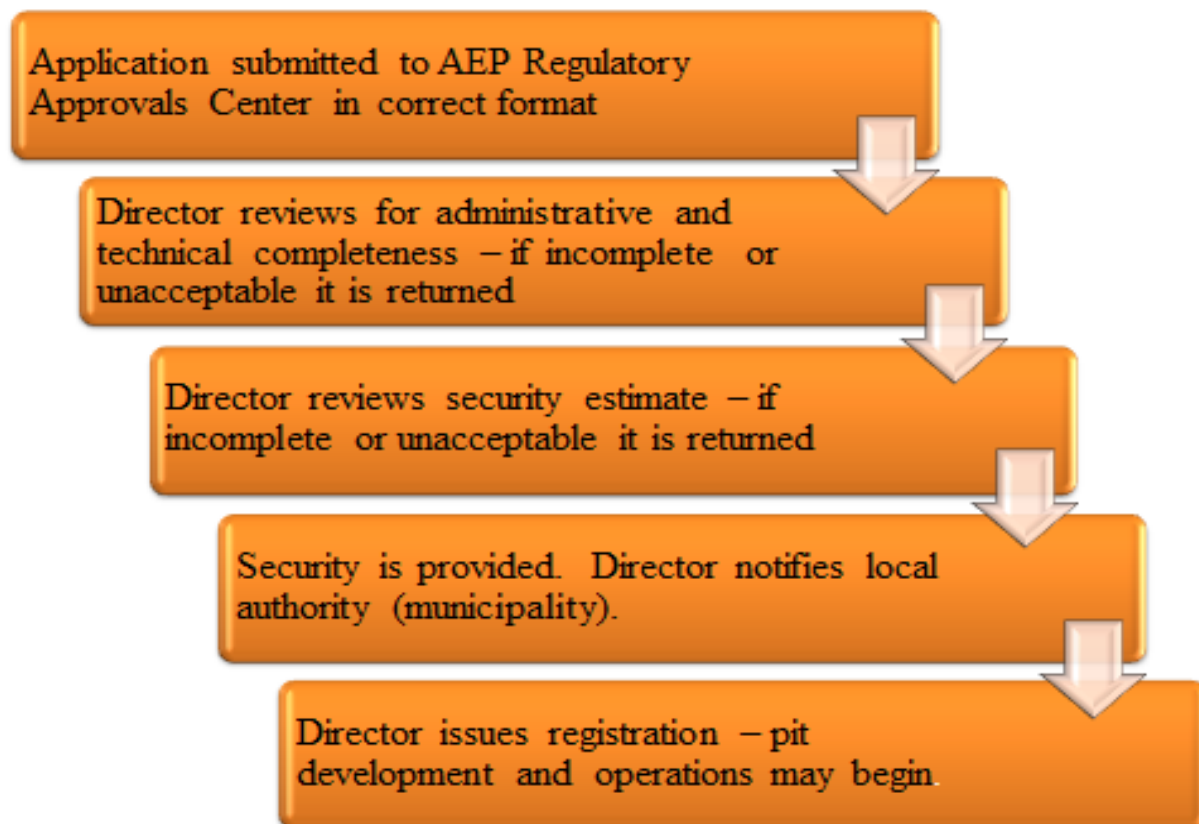 Application submitted to AEP Regulatory
Approvals Center in correct format
Director reviews for administrative and
technical completeness – if incomplete or
unacceptable it is returned
Director reviews security estimate – if
incomplete or unacceptable it is returned
Security is provided. Director notifies local
authority (municipality).
Director issues registration – pit
development and operations may begin.